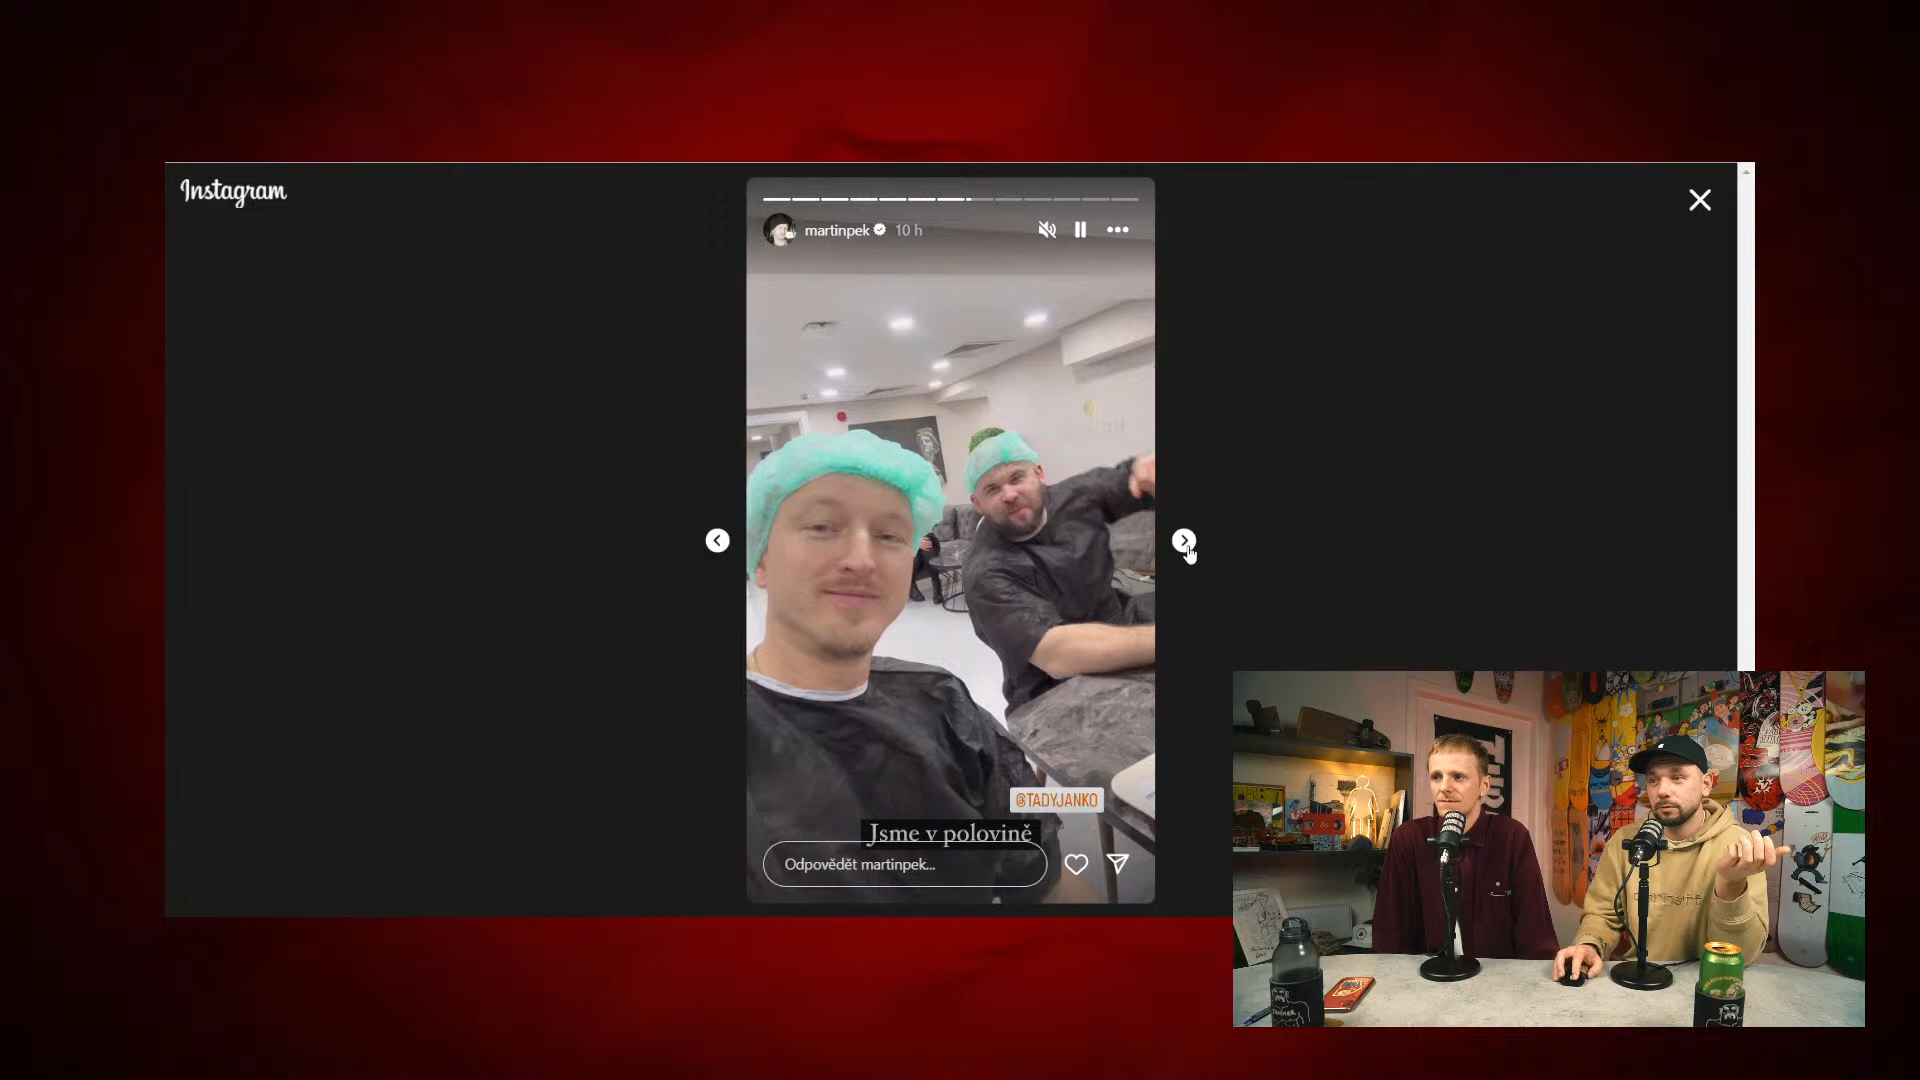 Instagram
martinpek 10 h
@TADYJANKO
Jsme v polovině
Odpovědět martinpek...